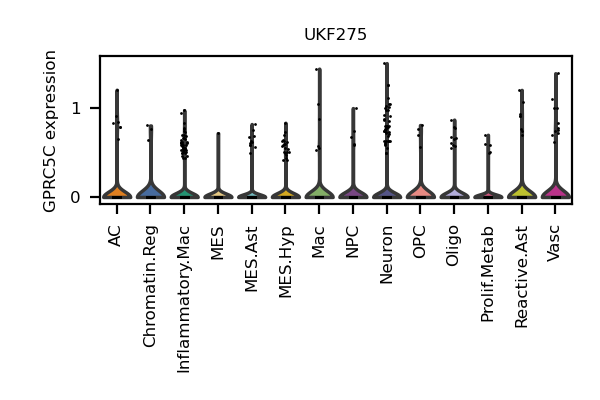 UKF275
GPRC5C expression
1
0
AC
Chromatin.Reg
Inflammatory.Mac
MES
MES.Ast
MES.Hyp
Mac
NPC
Neuron
OPC
Oligo
Prolif.Metab
Reactive.Ast
Vasc